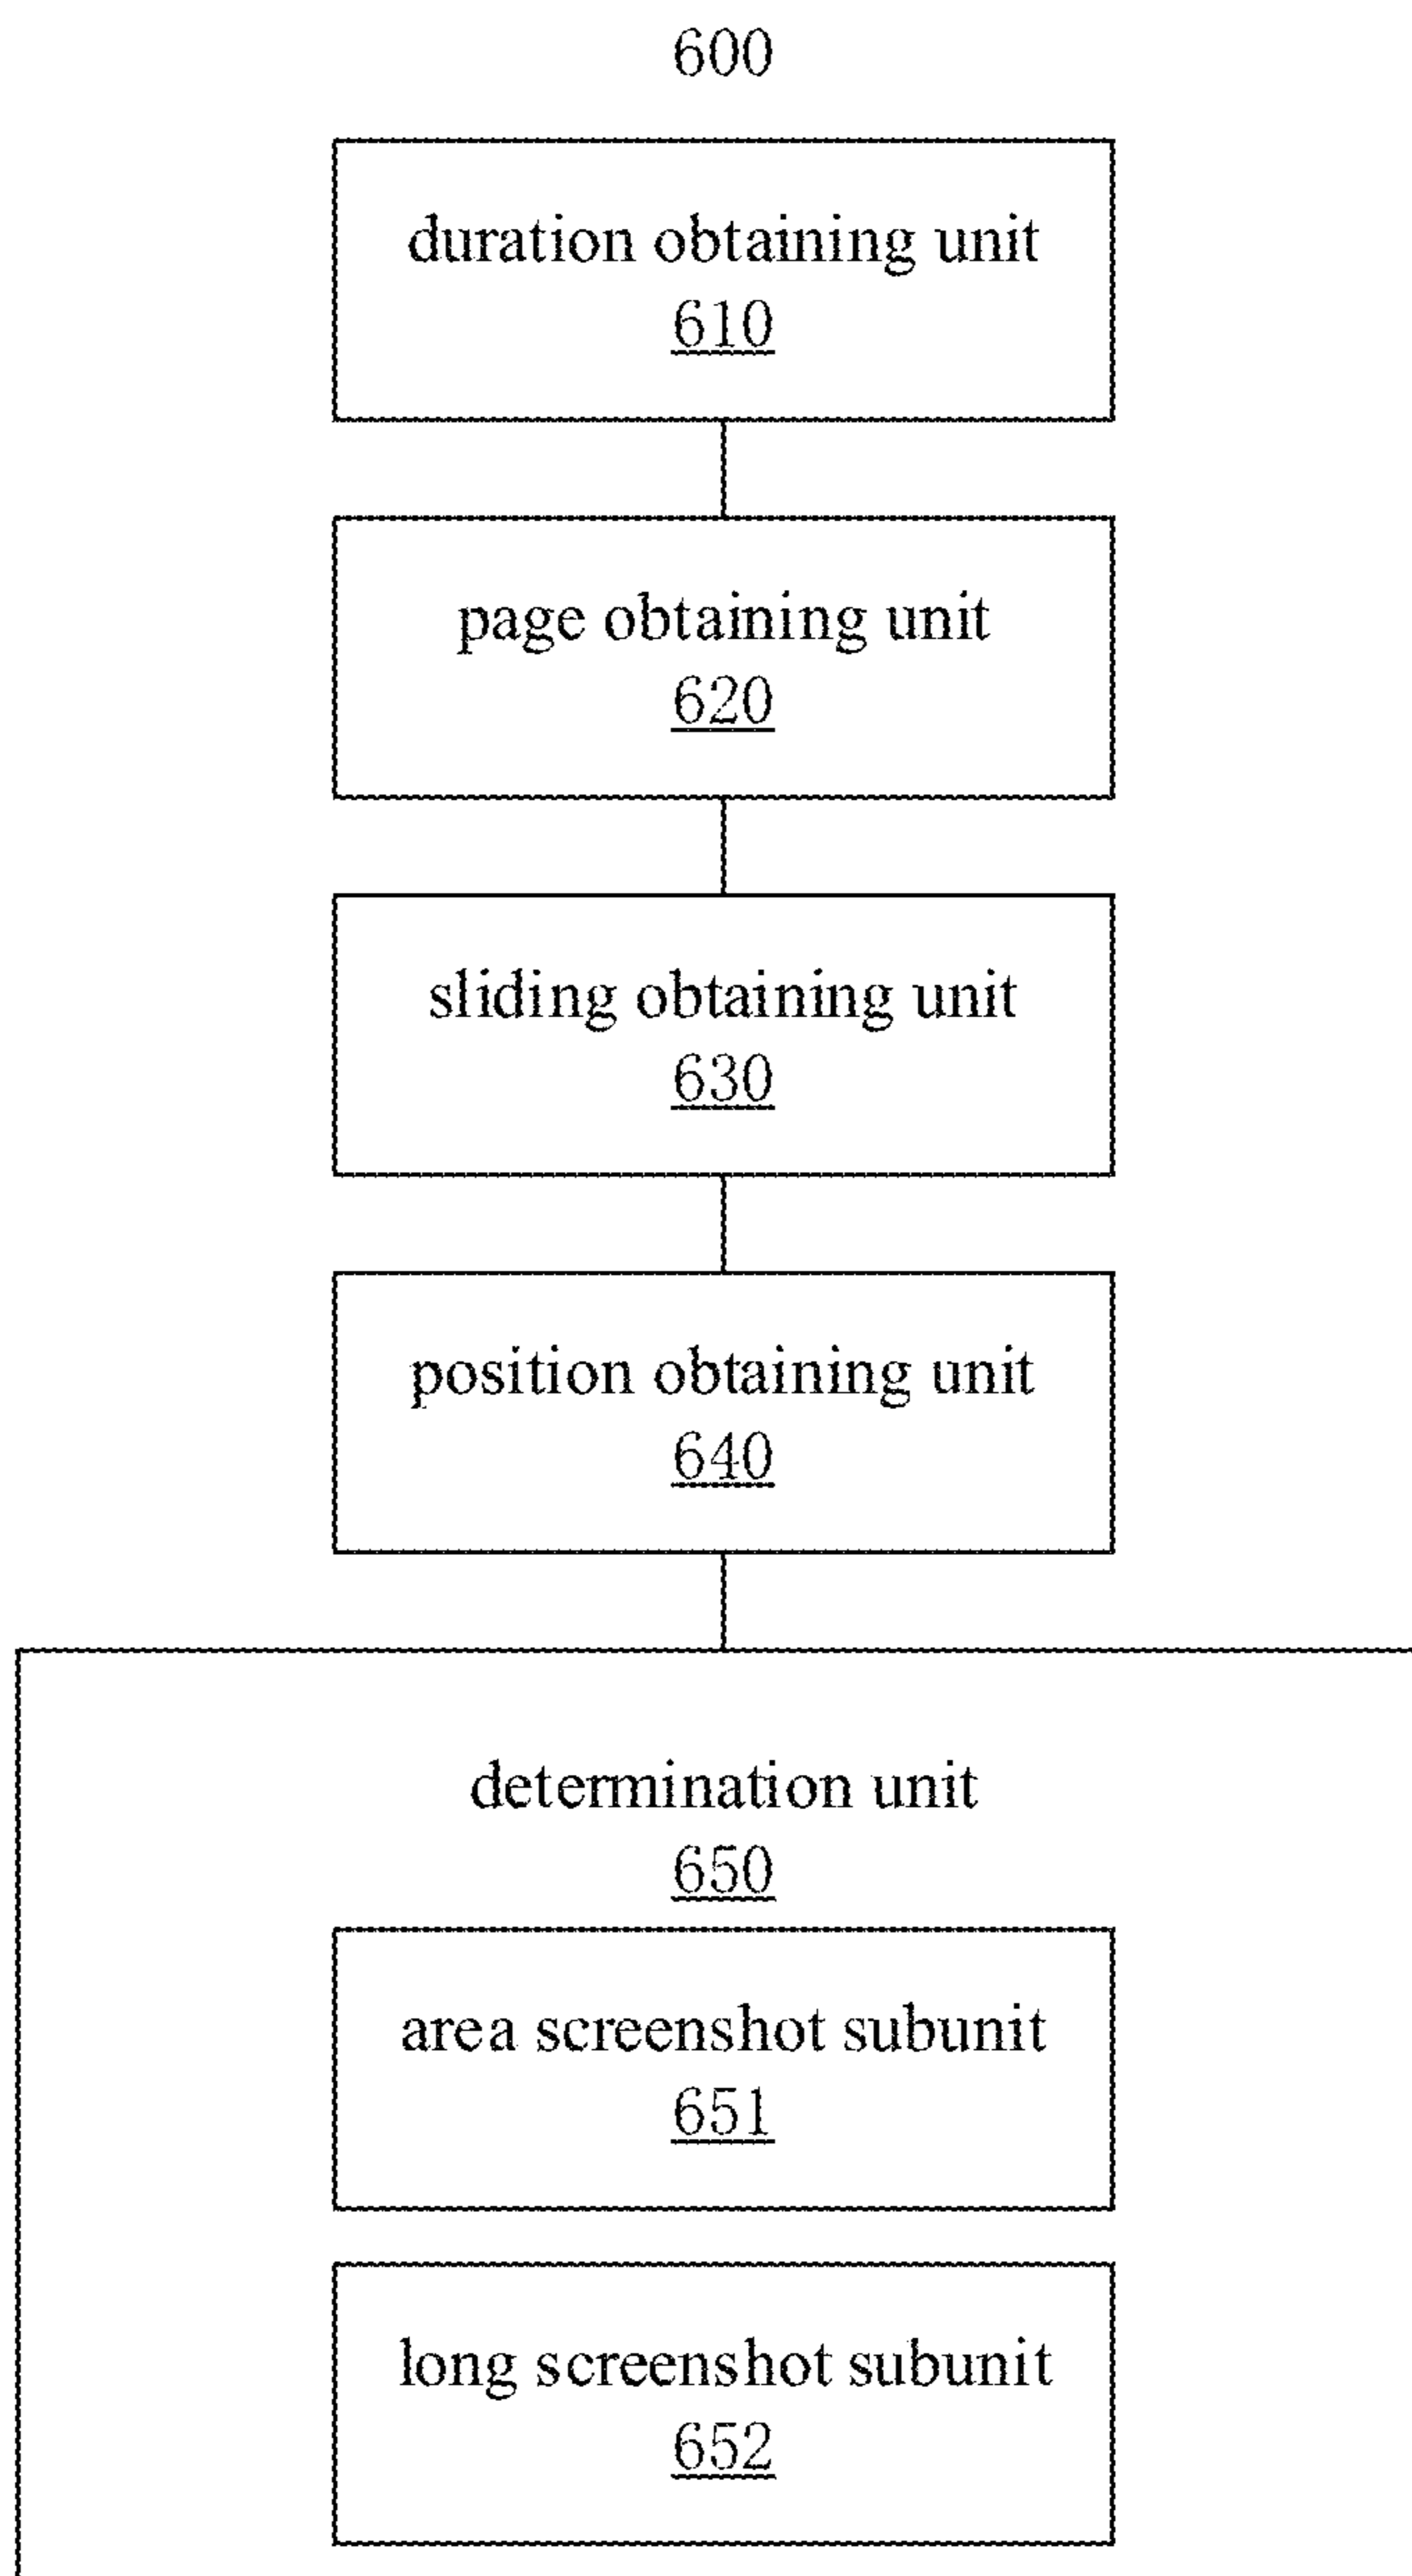 600
duration obtaining unit
610
page obtaining unit
620
sliding obtaining unit
630
position obtaining unit
640
determination unit
650
area screenshot subunit
651
long screenshot subunit
652